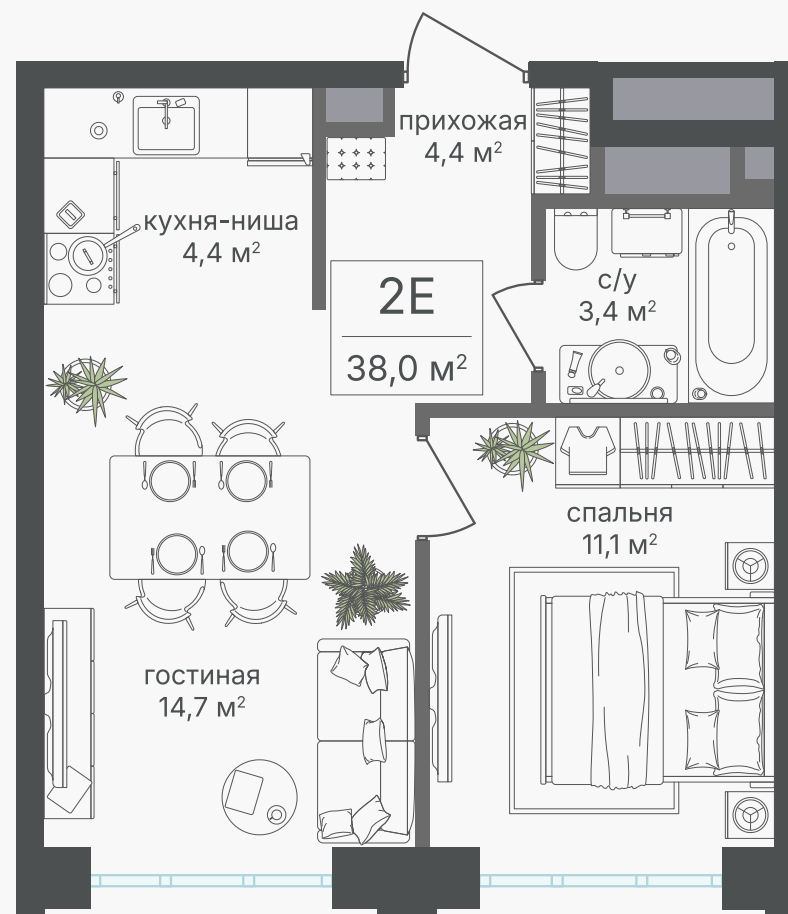 прихожая
4,4 м²
кухня-ниша
4,4 м²
2Е
38,0 м²
с/у
3,4 м²
спальня
11,1 м²
гостиная
14,7 м²